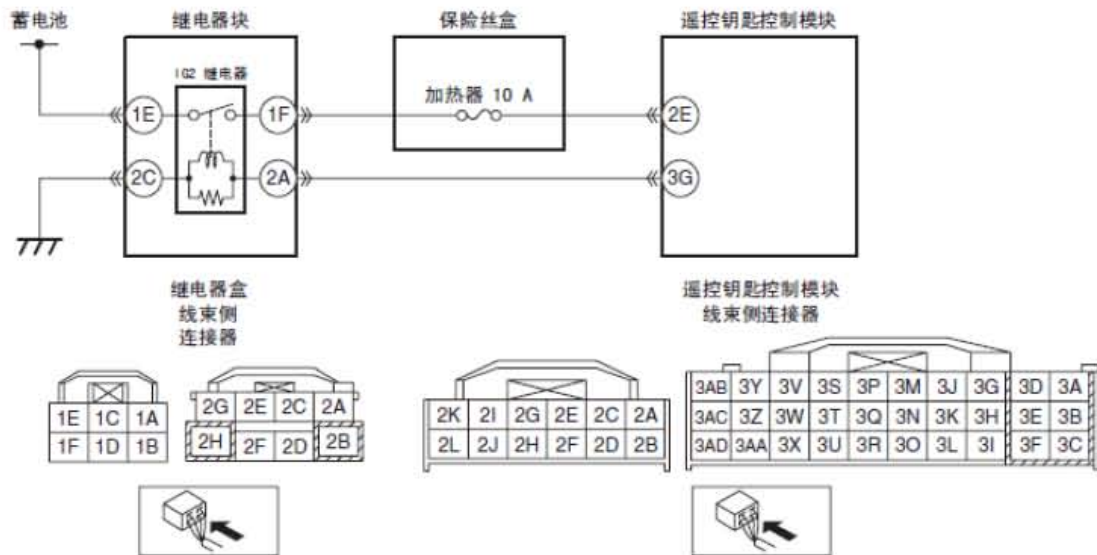 蓄电池
继电器块
保险丝盒
遥控钥匙控制模块
IG2 继电器
加热器 10 A
1E
1F
2E
2C
2A
3G
继电器盒
线束侧
连接器
遥控钥匙控制模块
线束侧连接器
1E 1C 1A
1F 1D 1B
2G 2E 2C 2A
2H 2F 2D 2B
2K 2I 2G 2E 2C 2A
2L 2J 2H 2F 2D 2B
3AB 3Y 3V 3S 3P 3M 3J 3G 3D 3A
3AC 3Z 3W 3T 3Q 3N 3K 3H 3E 3B
3AD 3AA 3X 3U 3R 3O 3L 3I 3F 3C